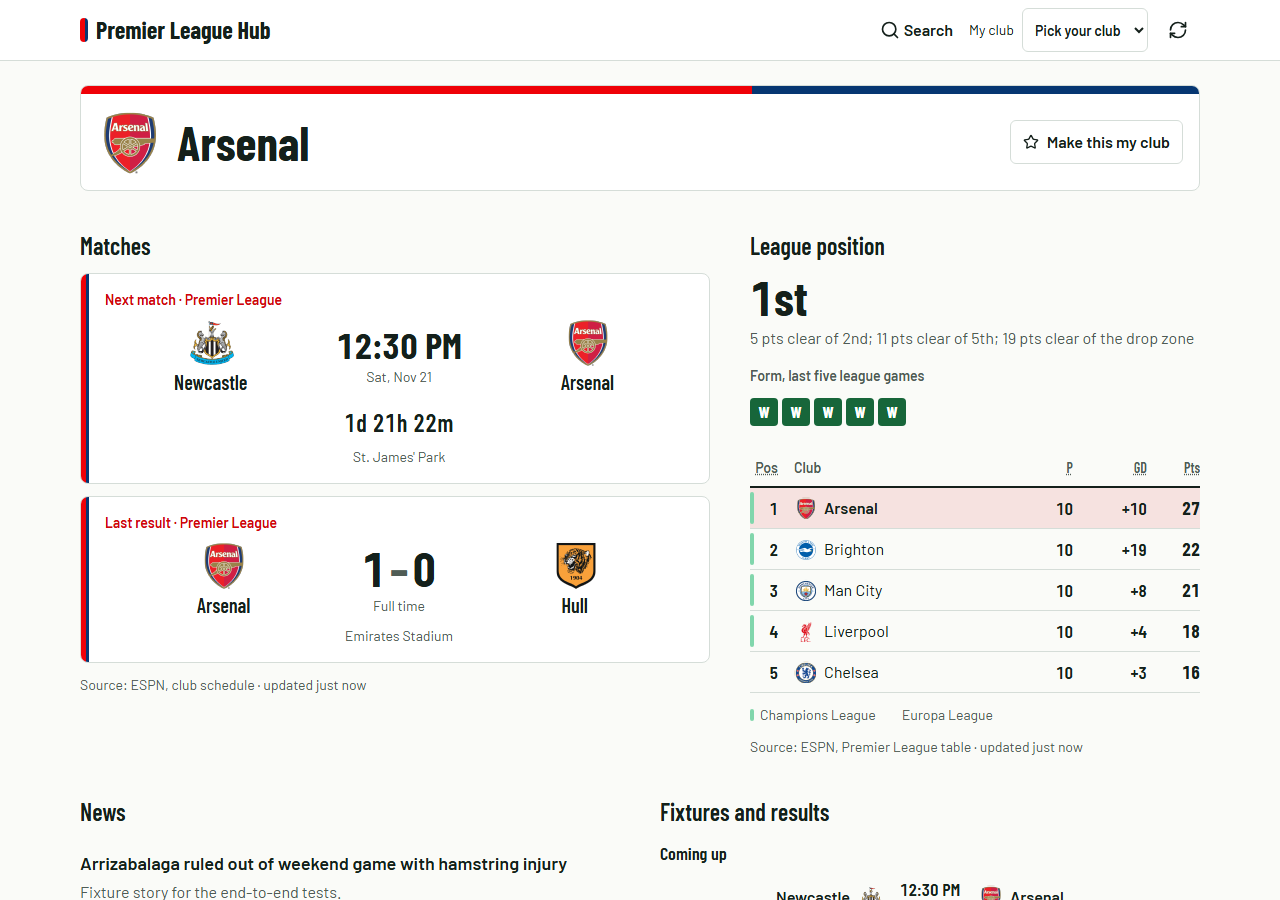 Premier League Hub
Search
My club
Pick your club
Arsenal
Arsenal
Make this my club
Matches
Next match · Premier League
Newcastle
12:30 PM
Sat, Nov 21
Arsenal
Arsenal
1d 21h 22m
St. James' Park
Last result · Premier League
Arsenal
Arsenal
1 - 0
Full time
1904
Hull
Emirates Stadium
Source: ESPN, club schedule · updated just now
League position
1st
5 pts clear of 2nd; 11 pts clear of 5th; 19 pts clear of the drop zone
Form, last five league games
W W W W W
Pos Club P GD Pts
1 Arsenal 10 +10 27
2 Brighton 10 +19 22
3 Man City 10 +8 21
4 Liverpool 10 +4 18
5 Chelsea 10 +3 16
Champions League Europa League
Source: ESPN, Premier League table · updated just now
News
Arrizabalaga ruled out of weekend game with hamstring injury
Fixture story for the end-to-end tests.
Fixtures and results
Coming up
Newcastle 12:30 PM Arsenal